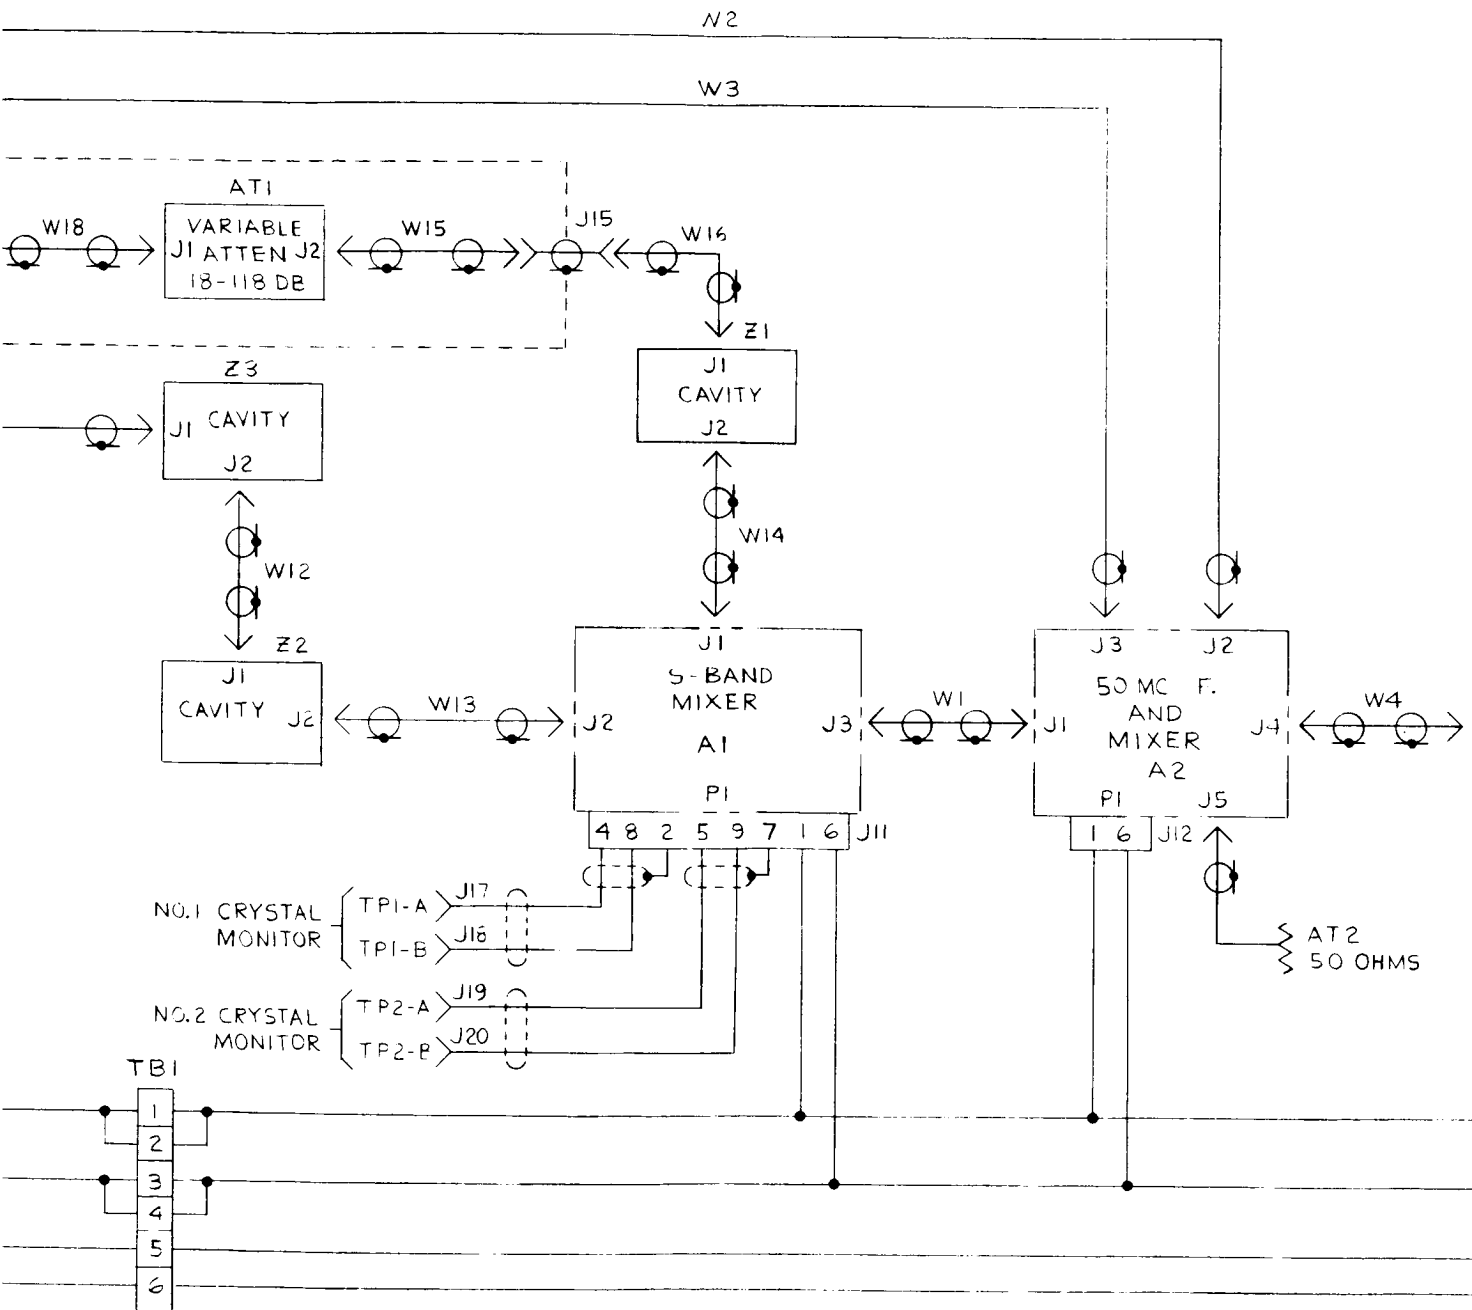 N2
W3
AT1
W18
VARIABLE
J1 ATTEN J2
18-118 DB
W15
J15
W16
Z1
J1
CAVITY
J2
Z3
CAVITY
J1
J2
W12
W14
Z2
J1
CAVITY
J2
W13
J1
S-BAND
MIXER
J2
J3
A1
P1
W1
J3 J2
50 MC F.
AND
MIXER
J1
J4
A2
P1 J5
W4
4 8 2 5 9 7 1 6 J11
1 6 J12
NO.1 CRYSTAL
MONITOR
TP1-A J17
TP1-B J18
NO.2 CRYSTAL
MONITOR
TP2-A J19
TP2-B J20
AT2
50 OHMS
TB1
1
2
3
4
5
6